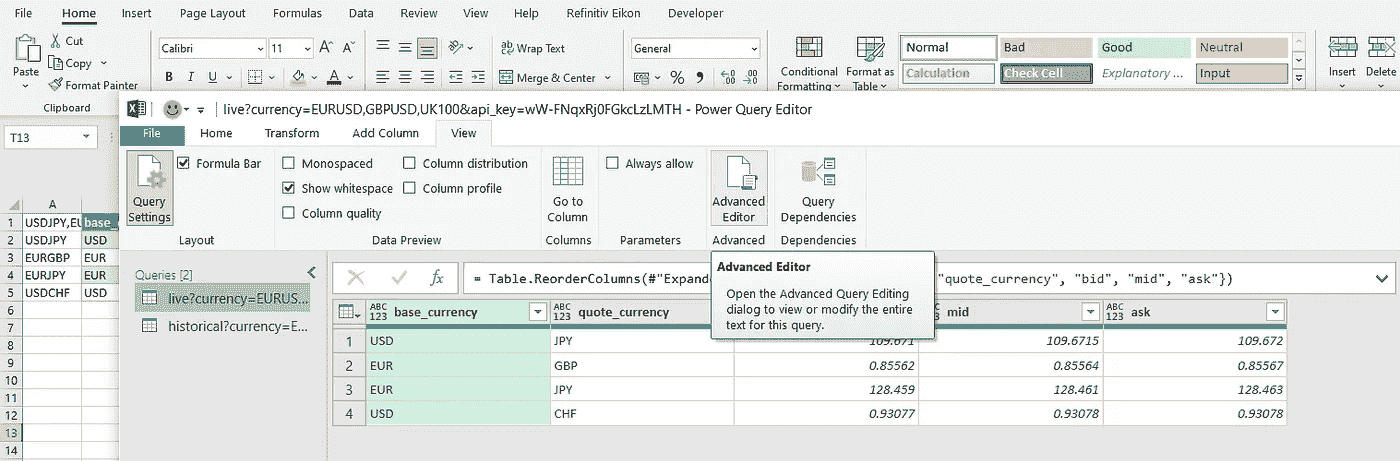 File Home Insert Page Layout Formulas Data Review View Help Refinitiv Eikon Developer
Cut Calibri 11 General Normal Bad Good Neutral
Copy Wrap Text Conditional Format as Calculation Check Cell Explanatory ... Input Insert Delete
Paste Format Painter B I U Merge & Center % Formatting Table
Clipboard
live?currency=EURUSD,GBPUSD,UK100&api_key=wW-FNqxRj0FGkcLzLMTH - Power Query Editor
T13 File Home Transform Add Column View
Formula Bar Monospaced Column distribution Always allow
Query Show whitespace Column profile Go to Advanced Query
Settings Column quality Column Editor Dependencies
Layout Data Preview Columns Parameters Advanced Dependencies
A
1 USDJPY,EU base_c
2 USDJPY USD
3 EURGBP EUR
4 EURJPY EUR
5 USDCHF USD
6
7
8
9
10
11
12
13
14
Queries [2]
live?currency=EURUS...
historical?currency=E...
fx = Table.ReorderColumns(#"Expande "quote_currency", "bid", "mid", "ask"})
Advanced Editor
Open the Advanced Query Editing
dialog to view or modify the entire
text for this query.
ABC 123 base_currency ABC 123 quote_currency mid ABC 123 ask
1 USD JPY 109.671 109.6715 109.672
2 EUR GBP 0.85562 0.85564 0.85567
3 EUR JPY 128.459 128.461 128.463
4 USD CHF 0.93077 0.93078 0.93078